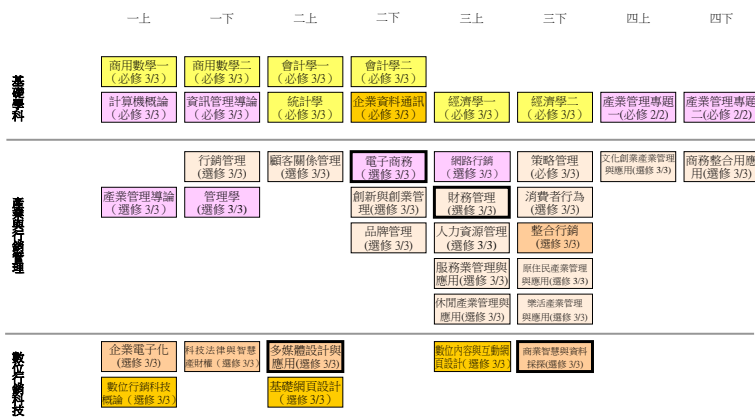 一上 一下 二上 二下 三上 三下 四上 四下
基礎學科
商用數學一 商用數學二 會計學一 會計學二
（必修 3/3） （必修 3/3） （必修 3/3） （必修 3/3）
計算機概論 資訊管理導論 統計學 企業資料通訊 經濟學一 經濟學二 產業管理專題 產業管理專題
（必修 3/3） （必修 3/3） （必修 3/3） （必修 3/3） （必修 3/3） （必修 3/3） 一(必修 2/2) 二(必修 2/2)
產業與行銷管理
行銷管理 顧客關係管理 電子商務 網路行銷 策略管理 文化創業產業管理 商務整合用應
(選修 3/3) (選修 3/3) （選修 3/3） （選修 3/3） (必修 3/3) 與應用(選修 3/3) 用(選修 3/3)
產業管理導論 管理學 創新與創業管 財務管理 消費者行為
（選修 3/3） (選修 3/3) 理(選修 3/3) (選修 3/3) (選修 3/3)
品牌管理 人力資源管理 整合行銷
(選修 3/3) (選修 3/3) (選修 3/3)
服務業管理與 原住民產業管理
應用(選修 3/3) 與應用(選修 3/3)
休閒產業管理與 樂活產業管理
應用(選修 3/3) 與應用(選修 3/3)
數位行銷科技
企業電子化 科技法律與智慧 多媒體設計與 數位內容與互動網 商業智慧與資料
(選修 3/3) 產財權（選修 3/3） 應用(選修 3/3) 頁設計（選修 3/3） 採探(選修 3/3)
數位行銷科技 基礎網頁設計
概論（選修 3/3） （選修 3/3）